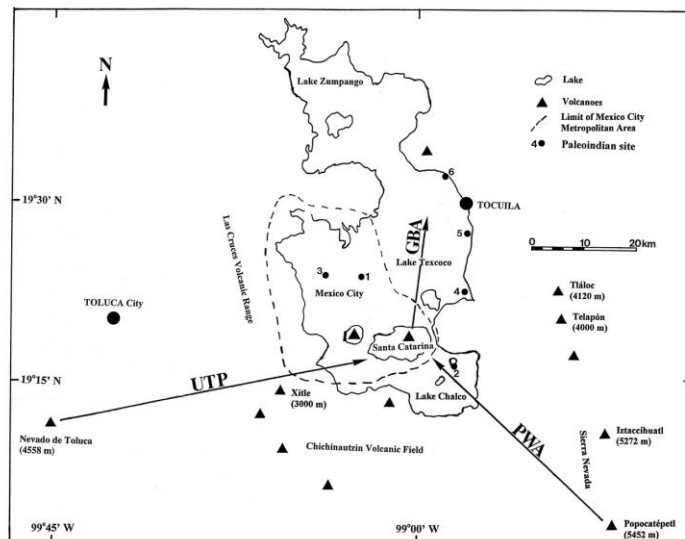 N
Lake Zumpango
Lake
Volcanoes
Limit of Mexico City
Metropolitan Area
4 Paleoindian site
6
19°30' N
TOCUILA
5
GBA
Lake Texcoco
0 10 20km
Las Cruces Volcanic Range
3
1
Mexico City
4
Tláloc
(4120 m)
TOLUCA City
Telapón
(4000 m)
Santa Catarina
2
19°15' N
UTP
Xitle
(3000 m)
Lake Chalco
PWA
Nevado de Toluca
(4558 m)
Chichinautzin Volcanic Field
Sierra Nevada
Iztaccihuatl
(5272 m)
Popocatépetl
(5452 m)
99°45' W
99°00' W